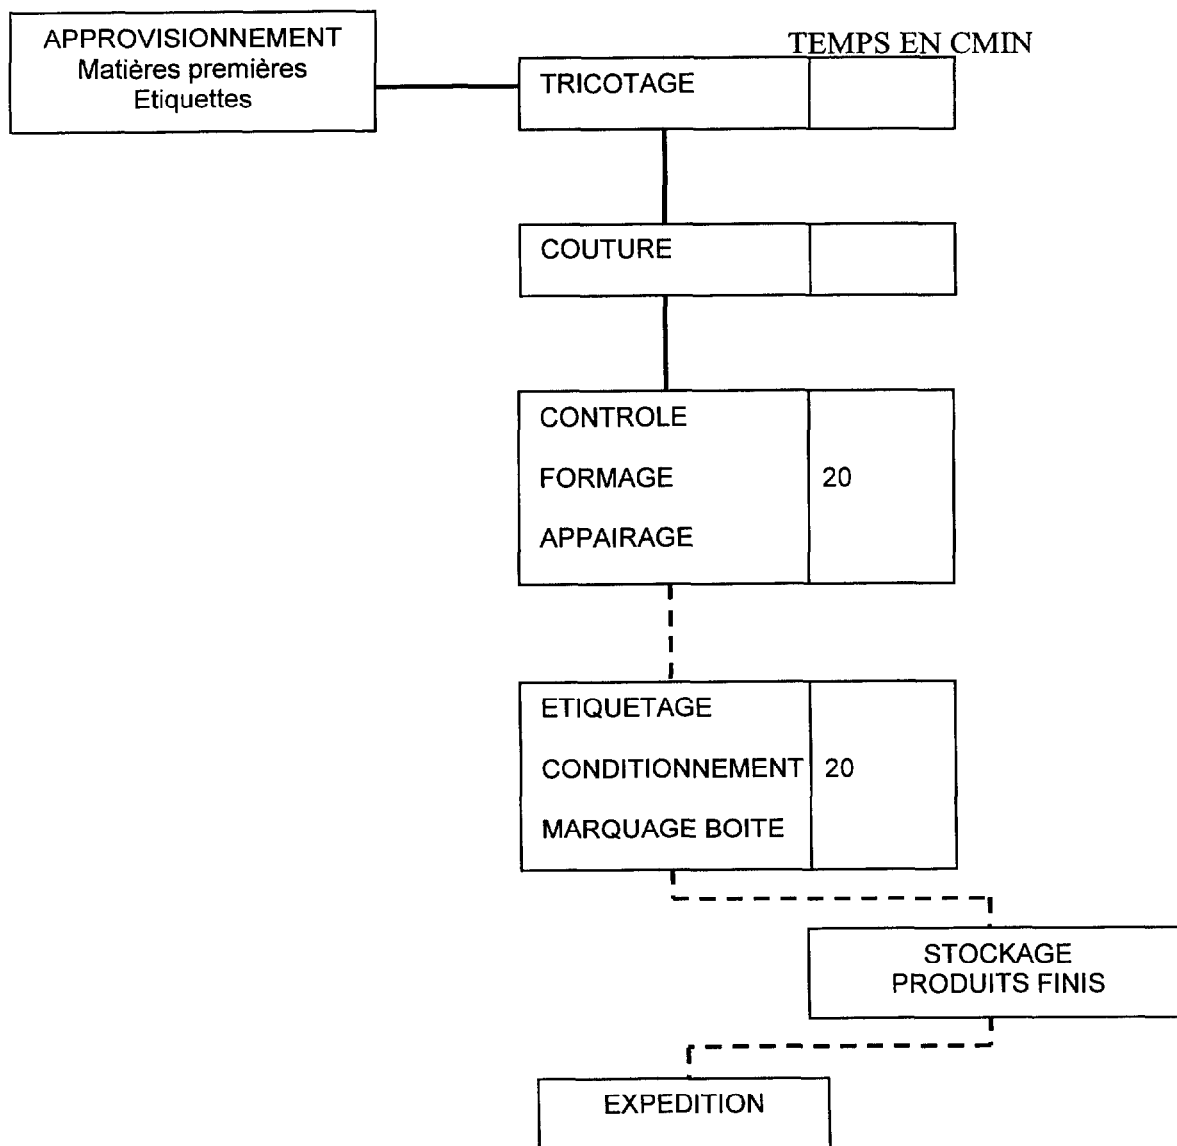 APPROVISIONNEMENT
Matières premières
Etiquettes
TEMPS EN CMIN
TRICOTAGE
COUTURE
CONTROLE
FORMAGE 20
APPAIRAGE
ETIQUETAGE
CONDITIONNEMENT 20
MARQUAGE BOITE
STOCKAGE
PRODUITS FINIS
EXPEDITION